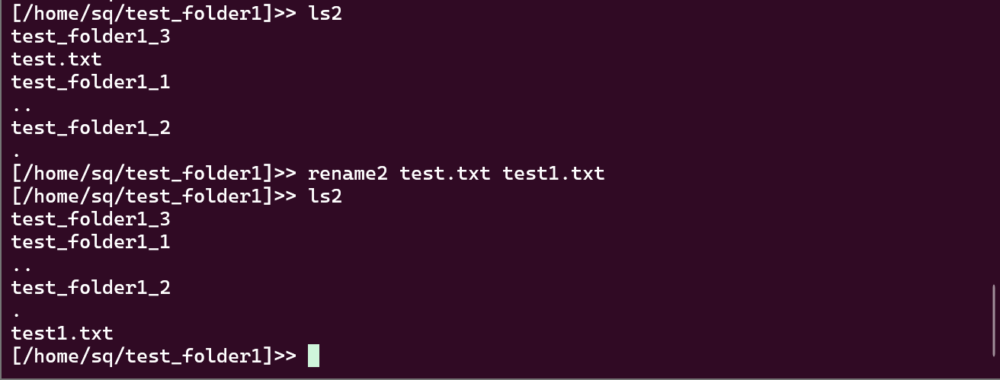 [/home/sq/test_folder1]>> ls2
test_folder1_3
test.txt
test_folder1_1
..
test_folder1_2
.
[/home/sq/test_folder1]>> rename2 test.txt test1.txt
[/home/sq/test_folder1]>> ls2
test_folder1_3
test_folder1_1
..
test_folder1_2
.
test1.txt
[/home/sq/test_folder1]>>